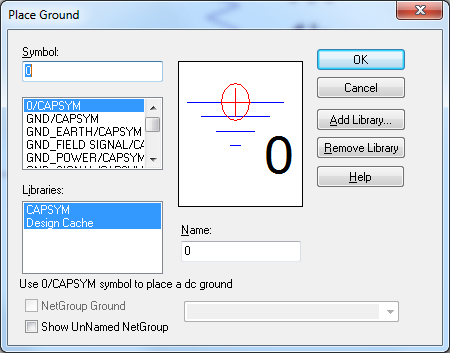 Place Ground
Symbol:
0
0/CAPSYM
GND/CAPSYM
GND_EARTH/CAPSYM
GND_FIELD SIGNAL/CA
GND_POWER/CAPSYM
Libraries:
CAPSYM
Design Cache
0
Name:
0
OK
Cancel
Add Library...
Remove Library
Help
Use 0/CAPSYM symbol to place a dc ground
NetGroup Ground
Show UnNamed NetGroup